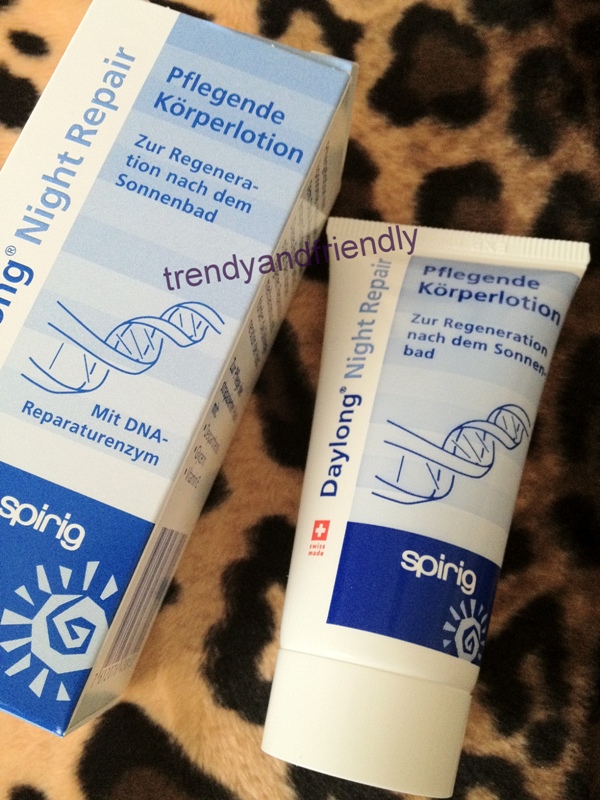 ong® Night Repair
Pflegende
Körperlotion
Zur Regenera-
tion nach dem
Sonnenbad
Mit DNA-
Reparaturenzym
spirig
trendyandfriendly
Daylong® Night Repair
Pflegende
Körperlotion
Zur Regeneration
nach dem Sonnen-
bad
swiss
made
spirig